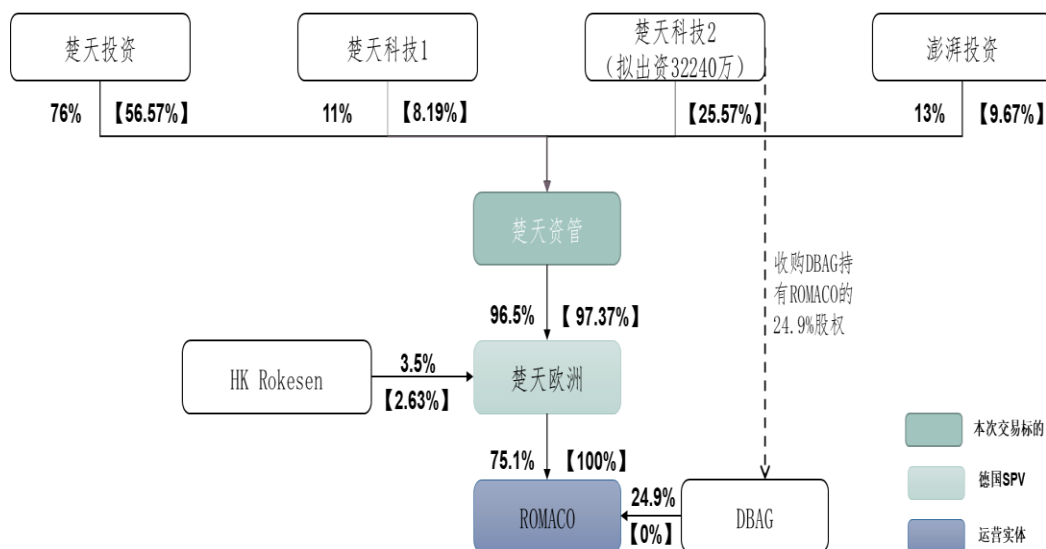 楚天投资
楚天科技1
楚天科技2
（拟出资32240万）
澎湃投资
76%
【56.57%】
11%
【8.19%】
【25.57%】
13%
【9.67%】
楚天资管
收购DBAG持
有ROMACO的
24.9%股权
96.5%
【 97.37%】
HK Rokesen
3.5%
【2.63%】
楚天欧洲
75.1%
【100%】
ROMACO
24.9%
【0%】
DBAG
本次交易标的
德国SPV
运营实体